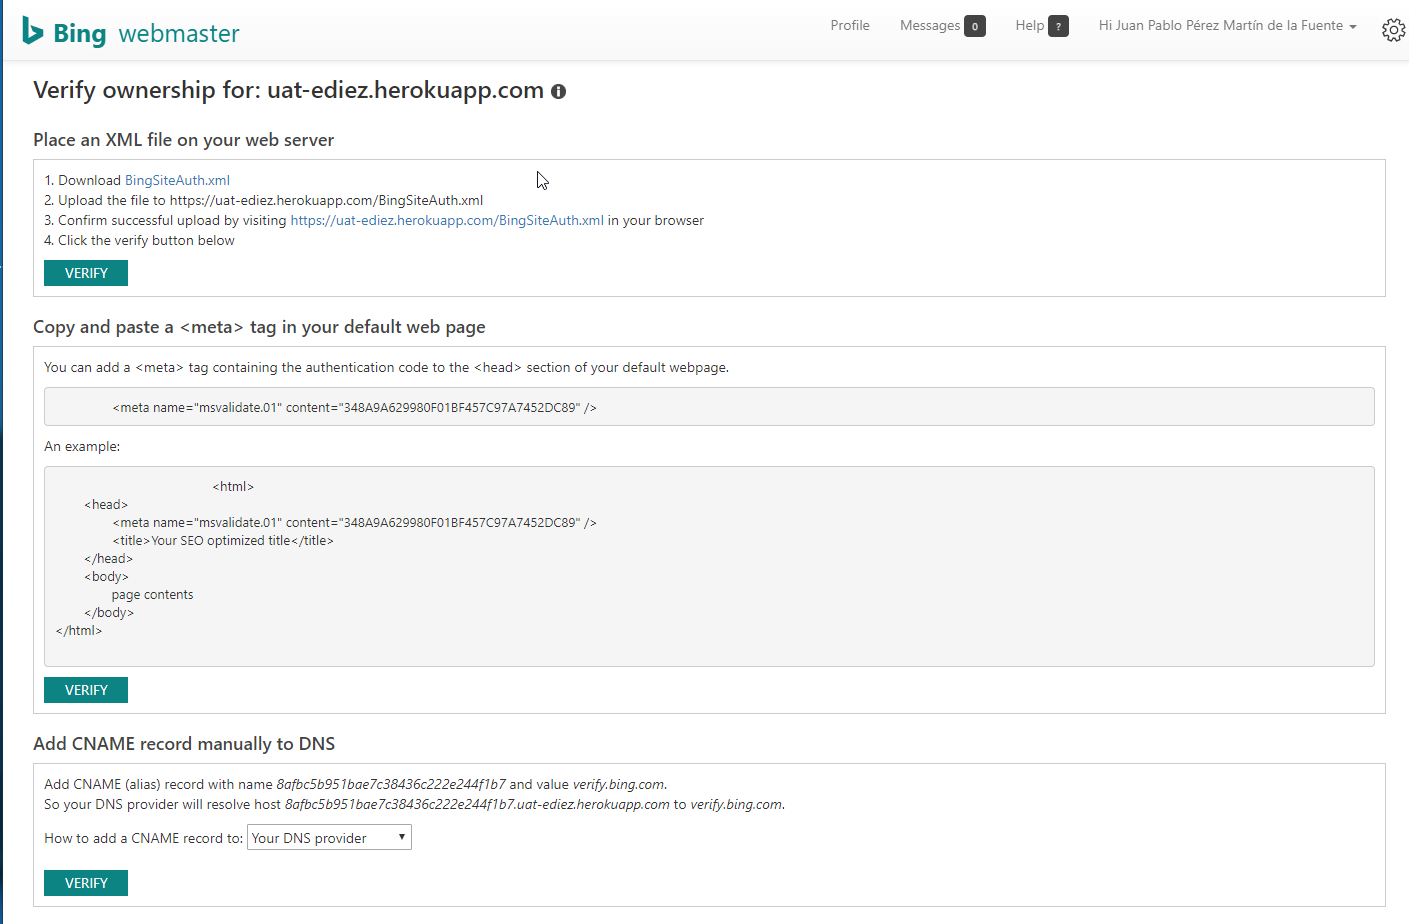 Bing webmaster
Profile Messages 0 Help ? Hi Juan Pablo Pérez Martín de la Fuente
Verify ownership for: uat-ediez.herokuapp.com
Place an XML file on your web server
1. Download BingSiteAuth.xml
2. Upload the file to https://uat-ediez.herokuapp.com/BingSiteAuth.xml
3. Confirm successful upload by visiting https://uat-ediez.herokuapp.com/BingSiteAuth.xml in your browser
4. Click the verify button below
VERIFY
Copy and paste a <meta> tag in your default web page
You can add a <meta> tag containing the authentication code to the <head> section of your default webpage.
<meta name="msvalidate.01" content="348A9A629980F01BF457C97A7452DC89" />
An example:
<html>
<head>
<meta name="msvalidate.01" content="348A9A629980F01BF457C97A7452DC89" />
<title>Your SEO optimized title</title>
</head>
<body>
page contents
</body>
</html>
VERIFY
Add CNAME record manually to DNS
Add CNAME (alias) record with name 8afbc5b951bae7c38436c222e244f1b7 and value verify.bing.com.
So your DNS provider will resolve host 8afbc5b951bae7c38436c222e244f1b7.uat-ediez.herokuapp.com to verify.bing.com.
How to add a CNAME record to: Your DNS provider
VERIFY